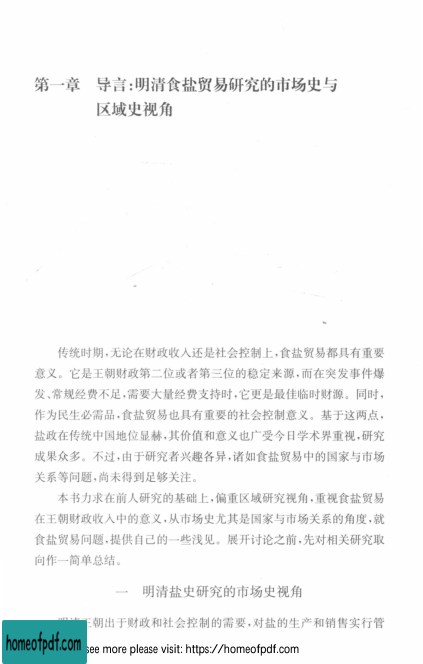 第一章 导言:明清食盐贸易研究的市场史与
区域史视角
传统时期,无论在财政收入还是社会控制上,食盐贸易都具有重要
意义。它是王朝财政第二位或者第三位的稳定来源,而在突发事件爆
发、常规经费不足,需要大量经费支持时,它更是最佳临时财源。同时,
作为民生必需品,食盐贸易也具有重要的社会控制意义。基于这两点,
盐政在传统中国地位显赫,其价值和意义也广受今日学术界重视,研究
成果众多。不过,由于研究者兴趣各异,诸如食盐贸易中的国家与市场
关系等问题,尚未得到足够关注。
本书力求在前人研究的基础上,偏重区域研究视角,重视食盐贸易
在王朝财政收入中的意义,从市场史尤其是国家与市场关系的角度,就
食盐贸易问题,提供自己的一些浅见。展开讨论之前,先对相关研究取
向作一简单总结。
一 明清盐史研究的市场史视角
王朝出于财政和社会控制的需要,对盐的生产和销售实行管
homeofpdf.com
see more please visit: https://homeofpdf.com